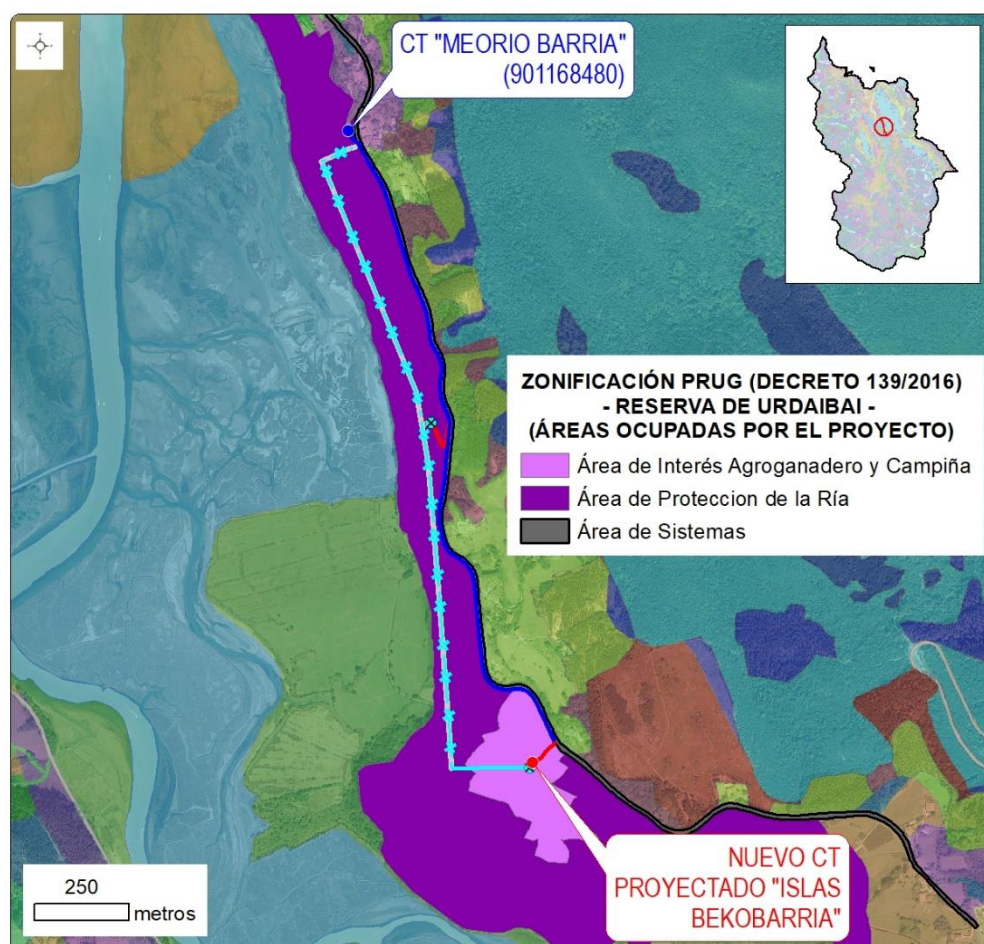 CT "MEORIO BARRIA"
(901168480)
ZONIFICACIÓN PRUG (DECRETO 139/2016)
- RESERVA DE URDAIBAI -
(ÁREAS OCUPADAS POR EL PROYECTO)
Área de Interés Agroganadero y Campiña
Área de Proteccion de la Ría
Área de Sistemas
NUEVO CT
PROYECTADO "ISLAS
BEKOBARRIA"
250
metros